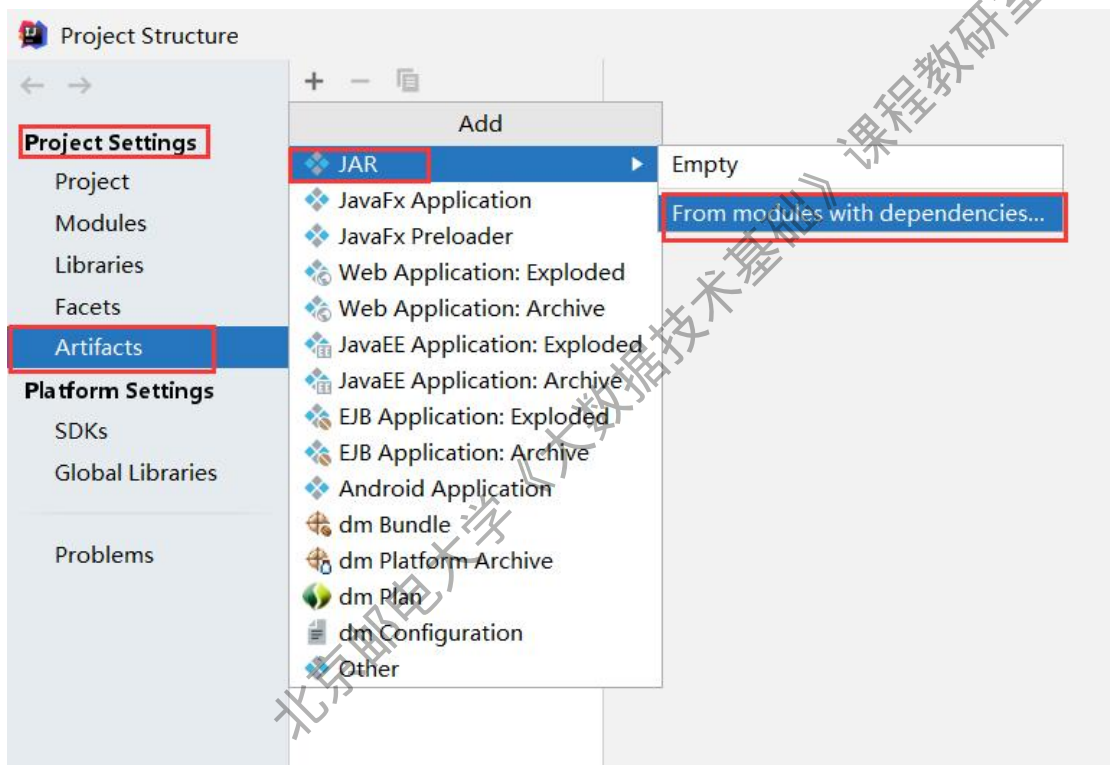 Project Structure
Project Settings
Project
Modules
Libraries
Facets
Artifacts
Platform Settings
SDKs
Global Libraries
Problems
Add
JAR
JavaFx Application
JavaFx Preloader
Web Application: Exploded
Web Application: Archive
JavaEE Application: Exploded
JavaEE Application: Archive
EJB Application: Exploded
EJB Application: Archive
Android Application
dm Bundle
dm Platform Archive
dm Plan
dm Configuration
Other
Empty
From modules with dependencies...
北京邮电大学《大数据技术基础》课程教研